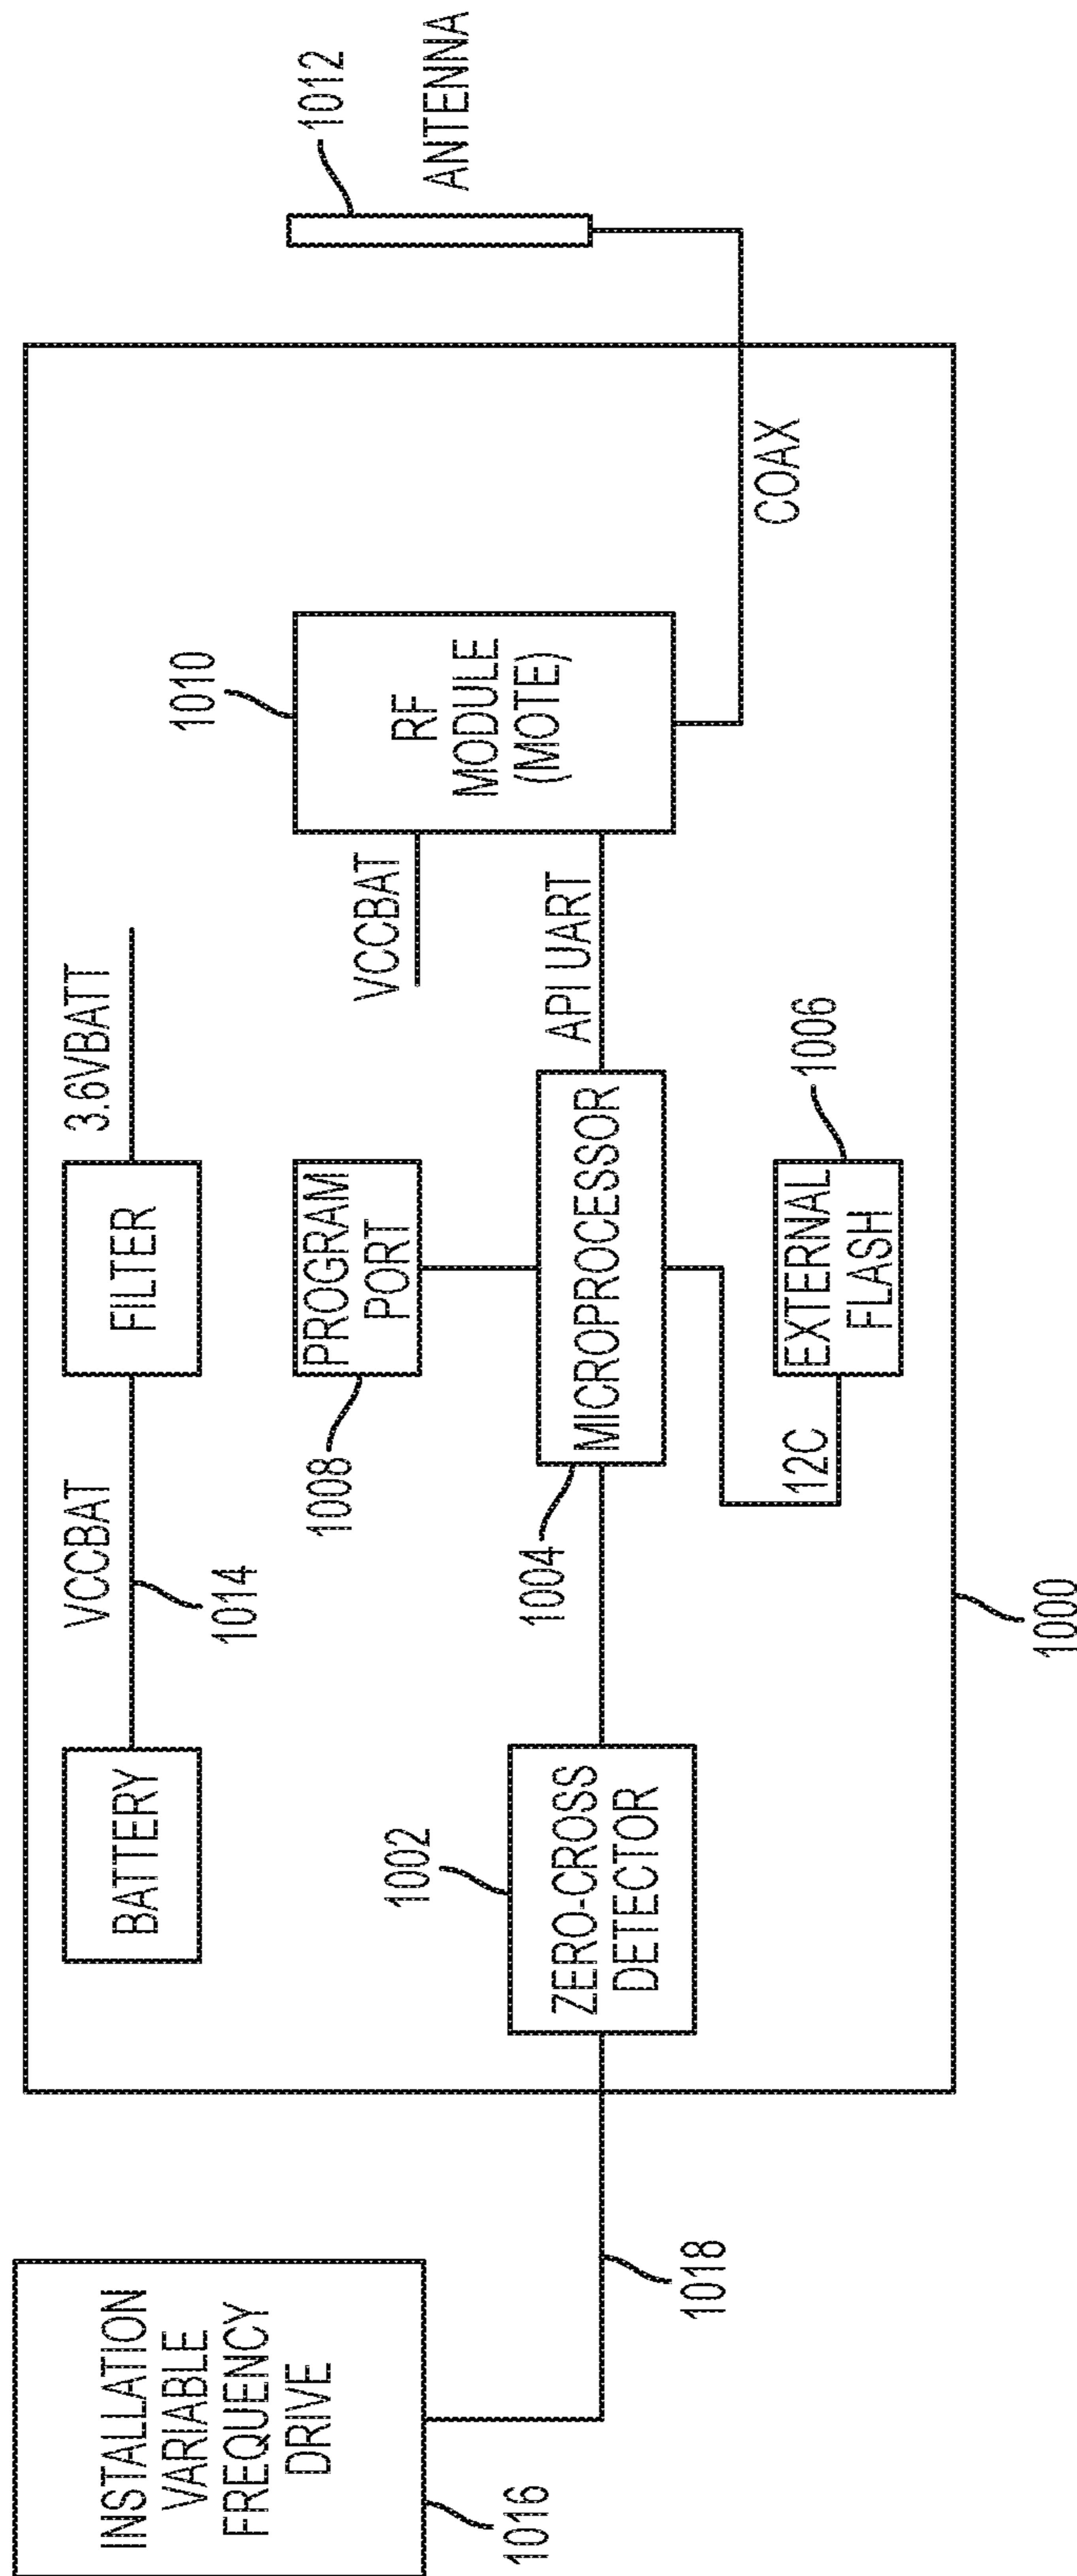 INSTALLATION
VARIABLE
FREQUENCY
DRIVE
1016
1018
BATTERY
VCCBAT
1014
FILTER
3.6VBATT
1002
ZERO-CROSS
DETECTOR
1008
PROGRAM
PORT
1004
MICROPROCESSOR
12C
EXTERNAL
FLASH
1006
API UART
VCCBAT
1010
RF
MODULE
(MOTE)
COAX
1012
ANTENNA
1000